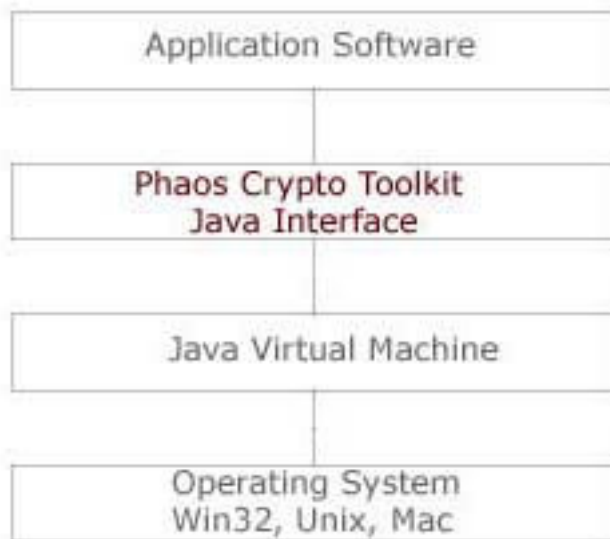 Application Software
Phaos Crypto Toolkit
Java Interface
Java Virtual Machine
Operating System
Win32, Unix, Mac